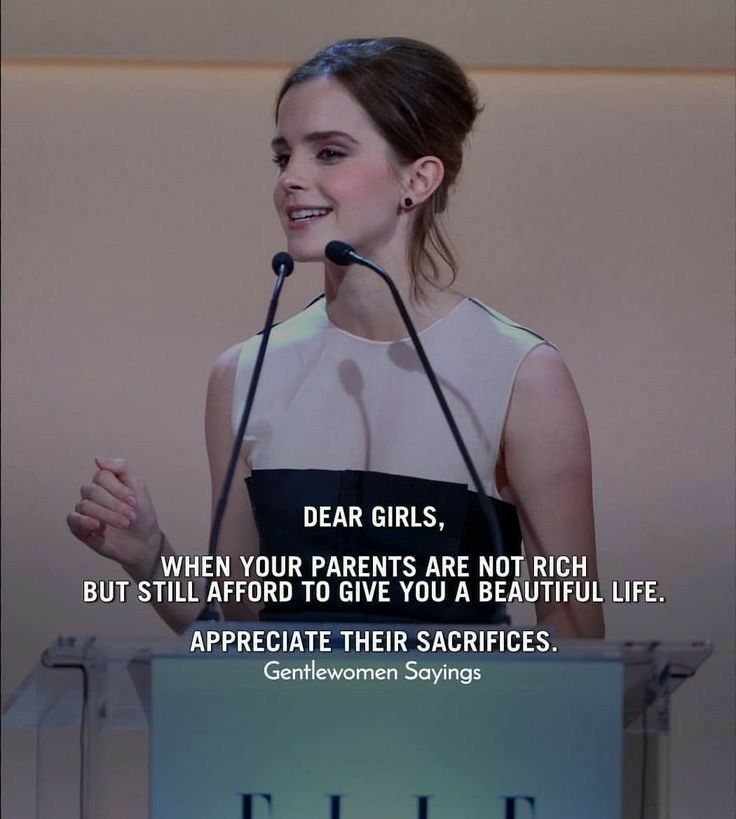 DEAR GIRLS,
WHEN YOUR PARENTS ARE NOT RICH
BUT STILL AFFORD TO GIVE YOU A BEAUTIFUL LIFE.
APPRECIATE THEIR SACRIFICES.
Gentlewomen Sayings
ELLE